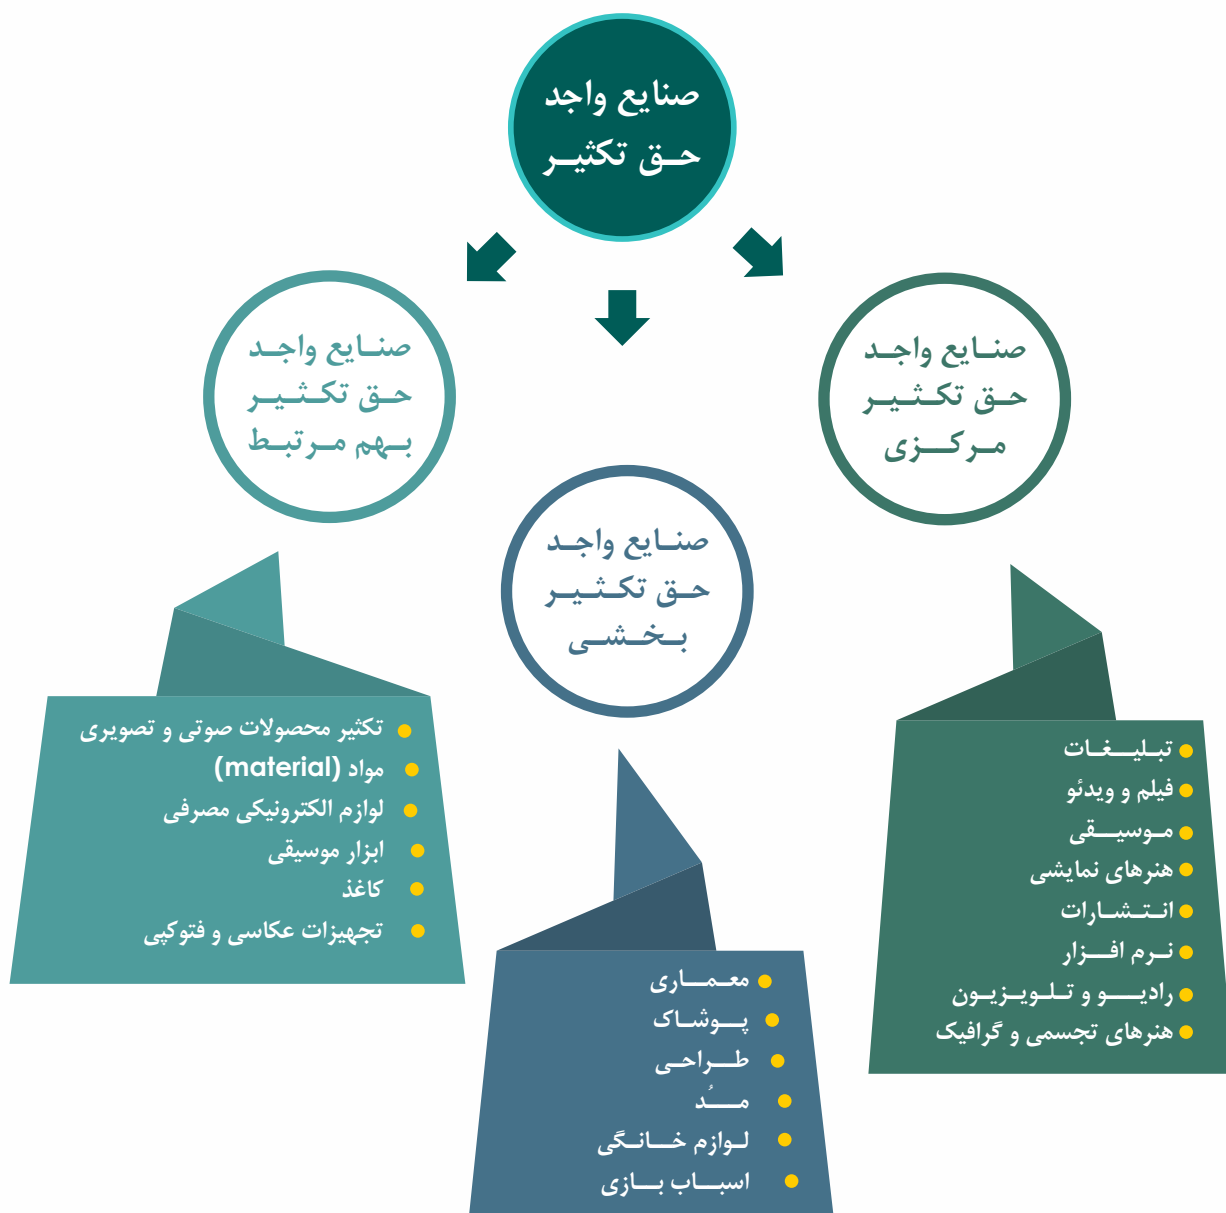 صنایع واجد
حق تکثیر
صنایع واجد
حق تکثیر
مرکزی
تبلیغات
فیلم و ویدئو
موسیقی
هنرهای نمایشی
انتشارات
نرم افزار
رادیو و تلویزیون
هنرهای تجسمی و گرافیک
صنایع واجد
حق تکثیر
بخشی
معماری
پوشاک
طراحی
مُد
لوازم خانگی
اسباب بازی
صنایع واجد
حق تکثیر
بهم مرتبط
تکثیر محصولات صوتی و تصویری
مواد (material)
لوازم الکترونیکی مصرفی
ابزار موسیقی
کاغذ
تجهیزات عکاسی و فتوکپی